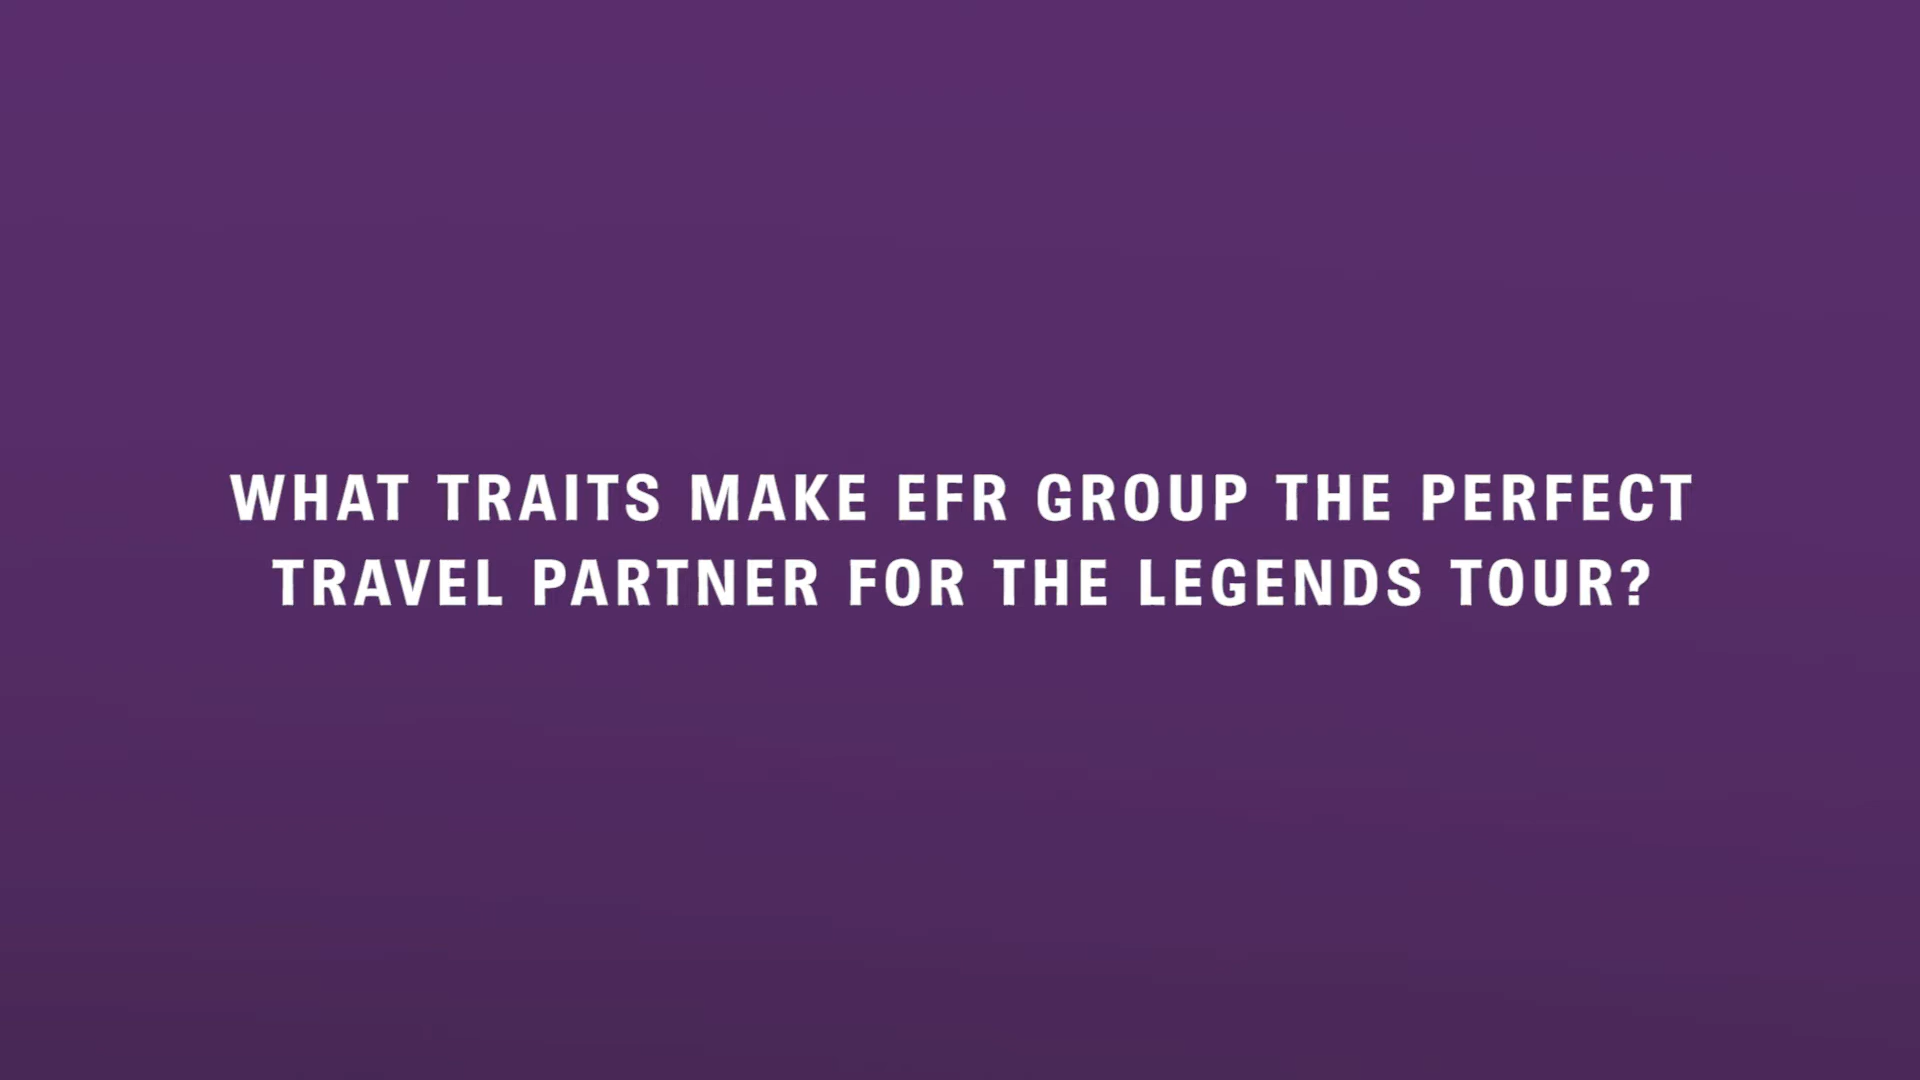 WHAT TRAITS MAKE EFR GROUP THE PERFECT
TRAVEL PARTNER FOR THE LEGENDS TOUR?